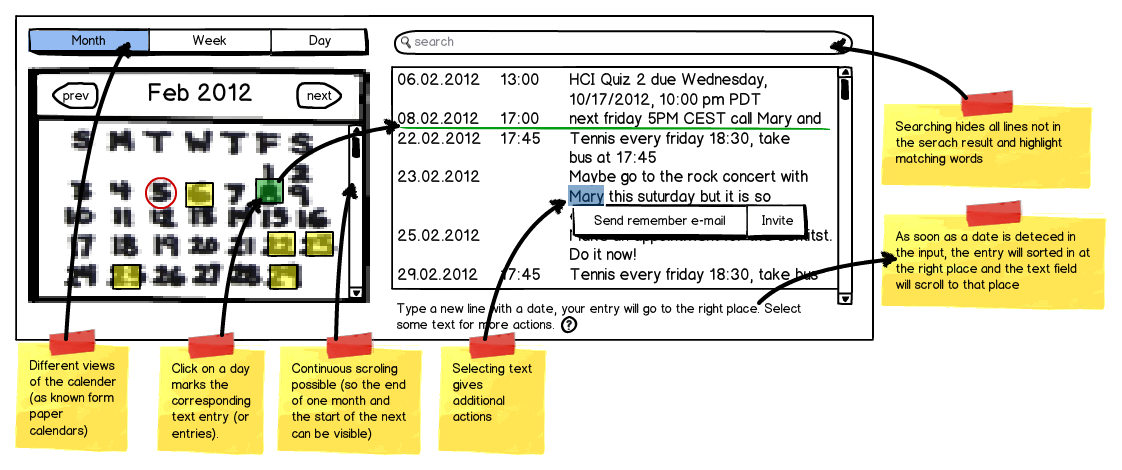 Month Week Day
search
prev Feb 2012 next
S M T W T F S
1 2
3 4 5 6 7 8 9
10 11 12 13 14 15 16
17 18 19 20 21 22 23
24 25 26 27 28 29
06.02.2012 13:00 HCI Quiz 2 due Wednesday,
10/17/2012, 10:00 pm PDT
08.02.2012 17:00 next friday 5PM CEST call Mary and
22.02.2012 17:45 Tennis every friday 18:30, take
bus at 17:45
23.02.2012 Maybe go to the rock concert with
Mary this suturday but it is so
Send remember e-mail Invite
25.02.2012
Do it now!
29.02.2012 17:45 Tennis every friday 18:30, take bus
Type a new line with a date, your entry will go to the right place. Select
some text for more actions. ?
Searching hides all lines not in
the serach result and highlight
matching words
As soon as a date is deteced in
the input, the entry will sorted in at
the right place and the text field
will scroll to that place
Different views
of the calender
(as known form
paper
calendars)
Click on a day
marks the
corresponding
text entry (or
entries).
Continuous scroling
possible (so the end
of one month and
the start of the next
can be visible)
Selecting text
gives
additional
actions